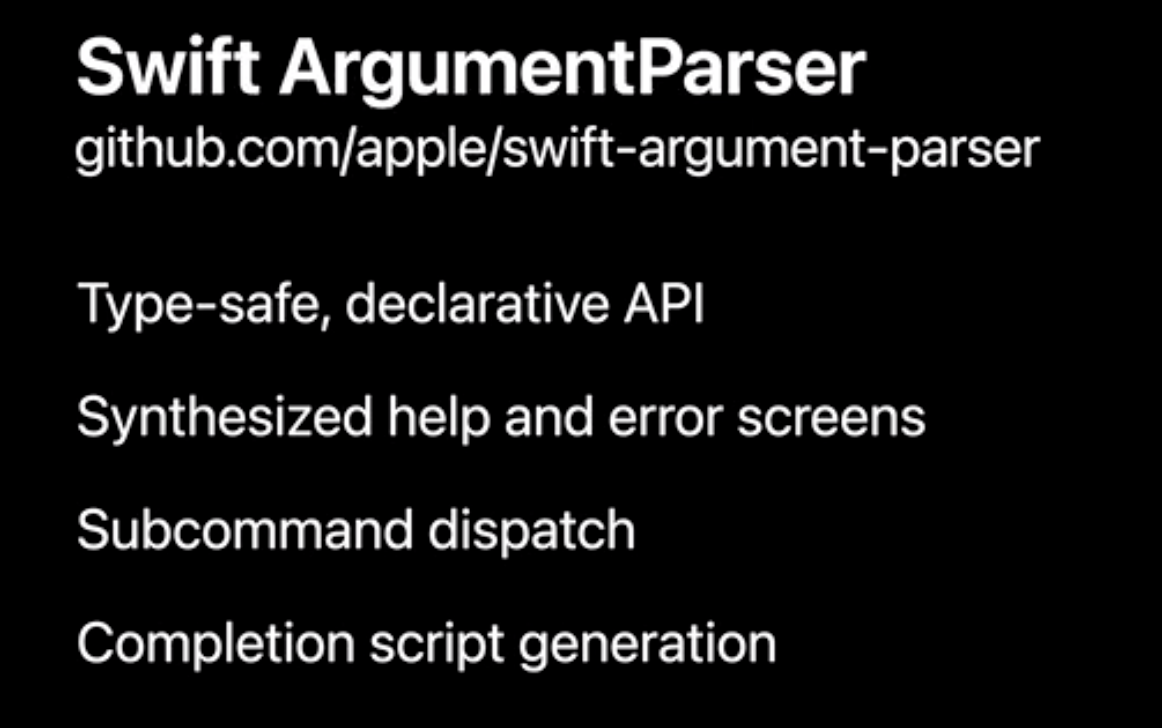 Swift ArgumentParser
github.com/apple/swift-argument-parser
Type-safe, declarative API
Synthesized help and error screens
Subcommand dispatch
Completion script generation